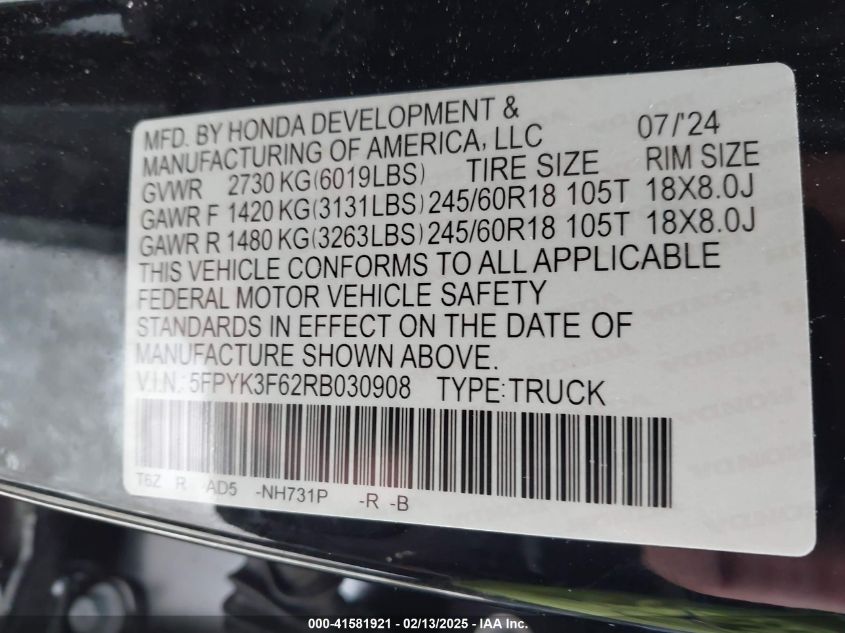 MFD. BY HONDA DEVELOPMENT &
MANUFACTURING OF AMERICA, LLC 07/'24
GVWR 2730 KG(6019LBS) TIRE SIZE RIM SIZE
GAWR F 1420 KG(3131LBS) 245/60R18 105T 18X8.0J
GAWR R 1480 KG(3263LBS) 245/60R18 105T 18X8.0J
THIS VEHICLE CONFORMS TO ALL APPLICABLE
FEDERAL MOTOR VEHICLE SAFETY
STANDARDS IN EFFECT ON THE DATE OF
MANUFACTURE SHOWN ABOVE.
V.I.N.: 5FPYK3F62RB030908 TYPE:TRUCK
T6Z R -AD5 -NH731P -R -B
000-41581921 - 02/13/2025 - IAA Inc.